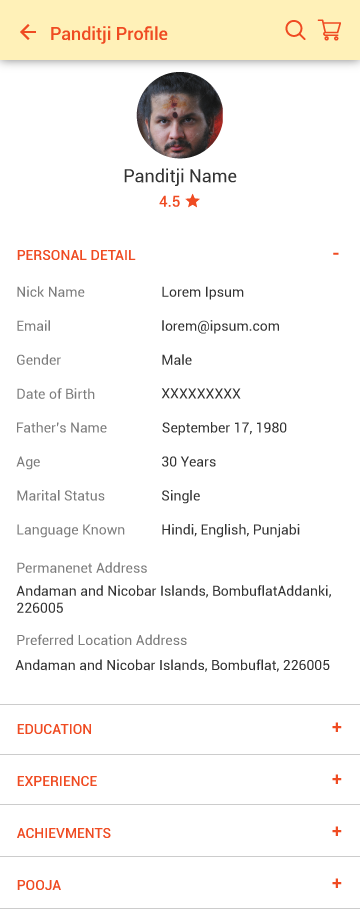 Panditji Profile
Panditji Name
4.5
PERSONAL DETAIL -
Nick Name Lorem Ipsum
Email lorem@ipsum.com
Gender Male
Date of Birth XXXXXXXXX
Father's Name September 17, 1980
Age 30 Years
Marital Status Single
Language Known Hindi, English, Punjabi
Permanenet Address
Andaman and Nicobar Islands, BombuflatAddanki,
226005
Preferred Location Address
Andaman and Nicobar Islands, Bombuflat, 226005
EDUCATION +
EXPERIENCE +
ACHIEVMENTS +
POOJA +